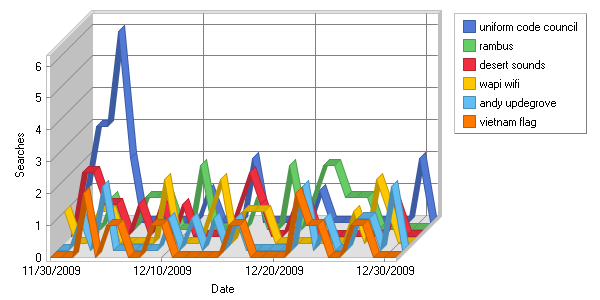 uniform code council
rambus
desert sounds
wapi wifi
andy updegrove
vietnam flag
Searches
6
5
4
3
2
1
0
11/30/2009 12/10/2009 12/20/2009 12/30/2009
Date